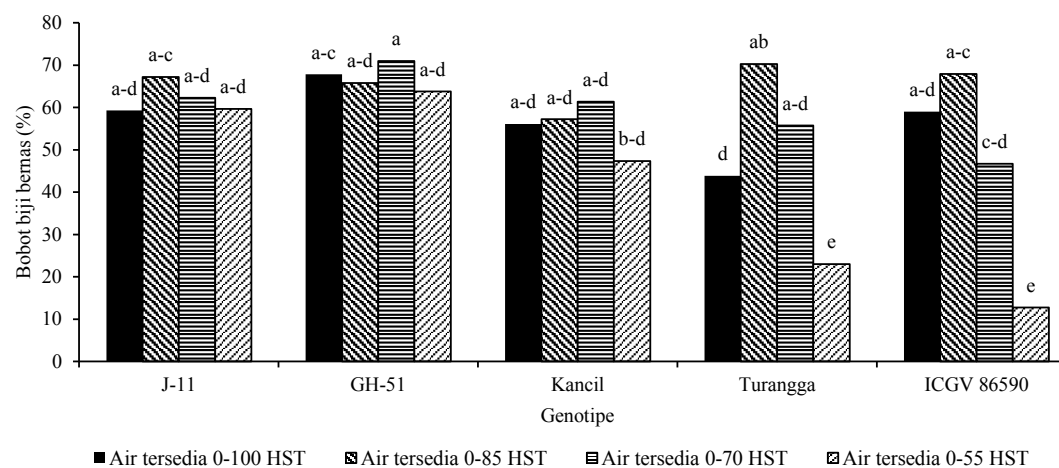 80
70
60
50
40
30
20
10
0
Bobot biji bernas (%)
a-d
a-c
a-d
a-d
a-c
a-d
a
a-d
a-d
a-d
a-d
b-d
d
ab
a-d
e
a-d
a-c
c-d
e
J-11 GH-51 Kancil Turangga ICGV 86590
Genotipe
Air tersedia 0-100 HST Air tersedia 0-85 HST Air tersedia 0-70 HST Air tersedia 0-55 HST